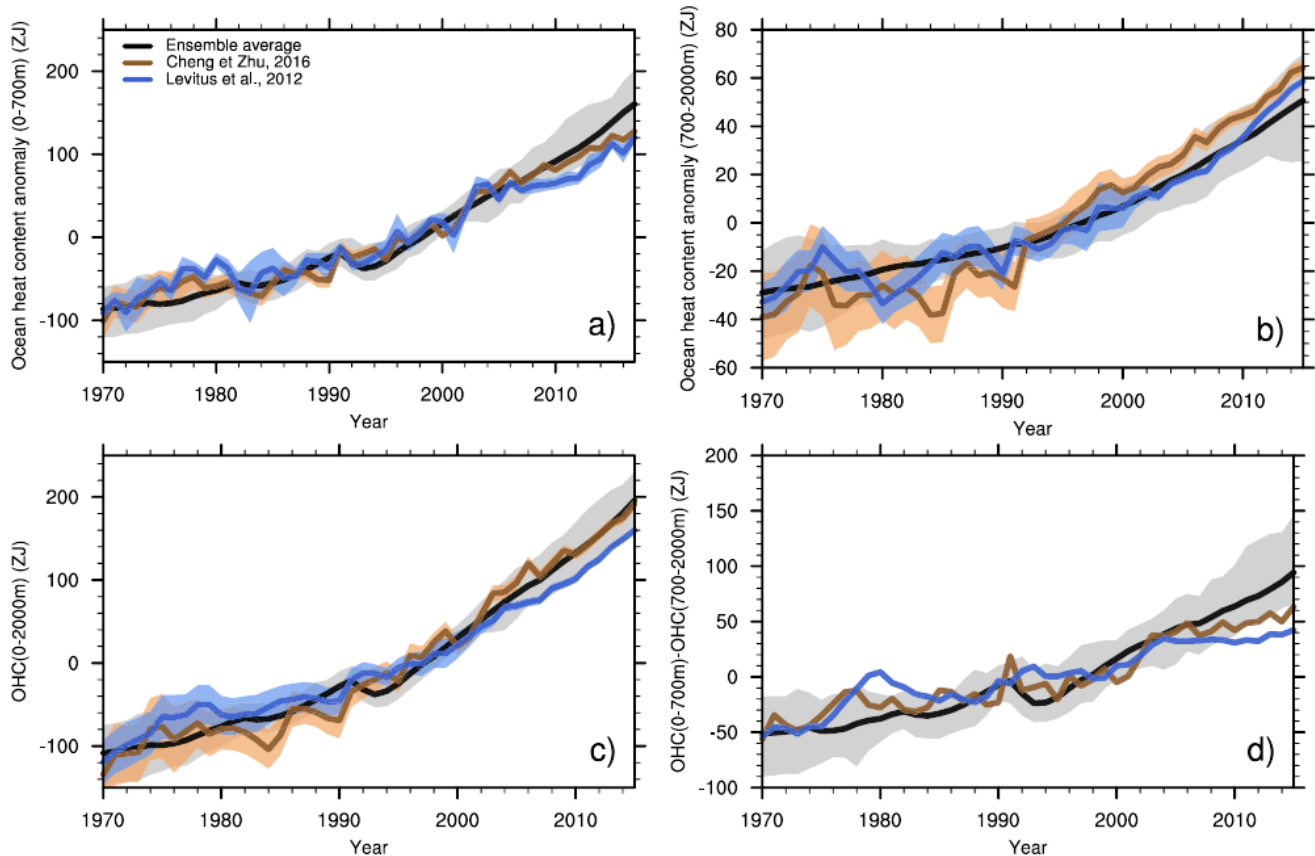 Ocean heat content anomaly (0-700m) (ZJ)
200
100
0
-100
Ensemble average
Cheng et Zhu, 2016
Levitus et al., 2012
a)
1970
1980
1990
2000
2010
Year
Ocean heat content anomaly (700-2000m) (ZJ)
80
60
40
20
0
-20
-40
-60
b)
1970
1980
1990
2000
2010
Year
OHC(0-2000m) (ZJ)
200
100
0
-100
c)
1970
1980
1990
2000
2010
Year
OHC(0-700m)-OHC(700-2000m) (ZJ)
200
150
100
50
0
-50
-100
d)
1970
1980
1990
2000
2010
Year